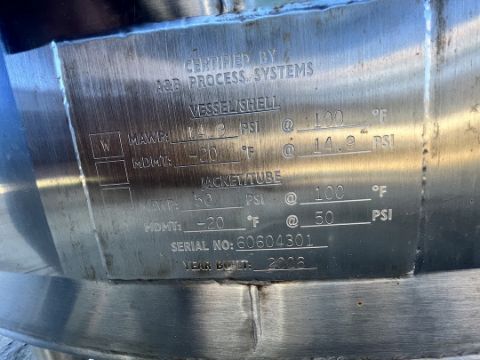 CERTIFIED BY
A&B PROCESS SYSTEMS
VESSEL/SHELL
W MAWP: 14.9 PSI @ 100 °F
MDMT: -20 °F @ 14.9 PSI
JACKET/TUBE
MAWP: 50 PSI @ 100 °F
MDMT: -20 °F @ 50 PSI
SERIAL NO: 60604301
YEAR BUILT: 2006